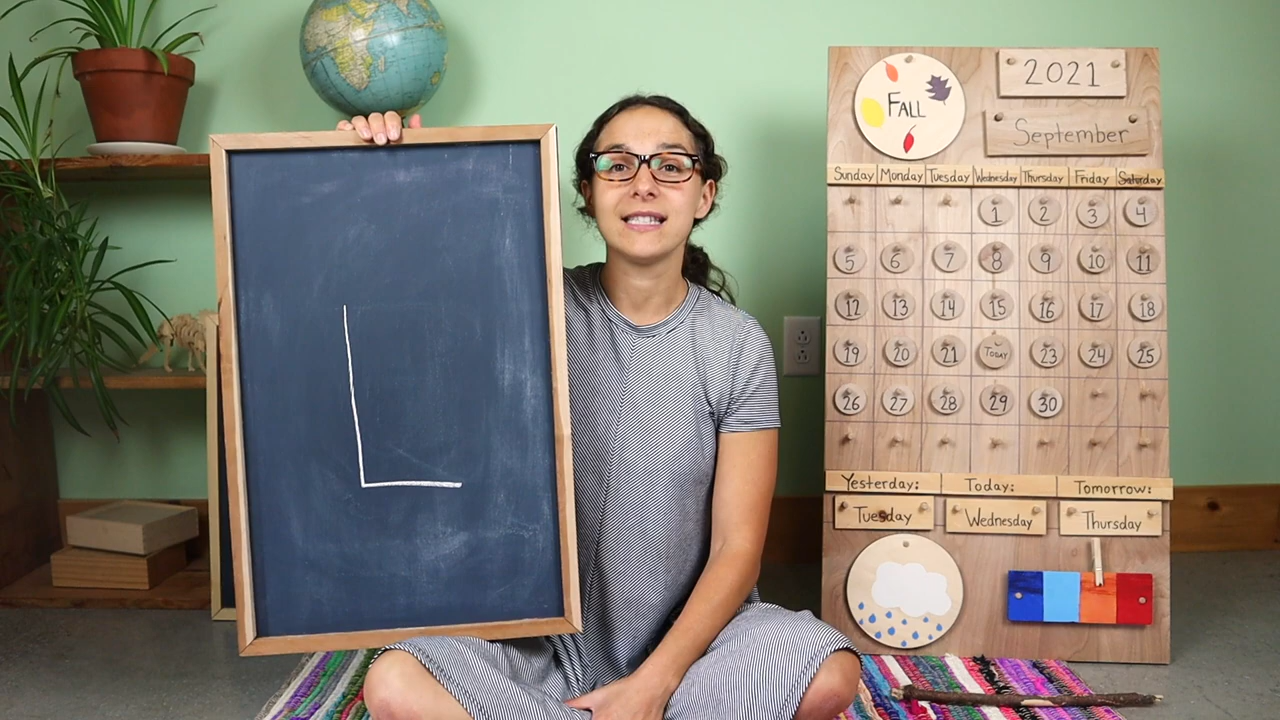 L
FALL
2021
September
Sunday Monday Tuesday Wednesday Thursday Friday Saturday
1 2 3 4
5 6 7 8 9 10 11
12 13 14 15 16 17 18
19 20 21 TODAY 23 24 25
26 27 28 29 30
Yesterday: Today: Tomorrow:
Tuesday Wednesday Thursday